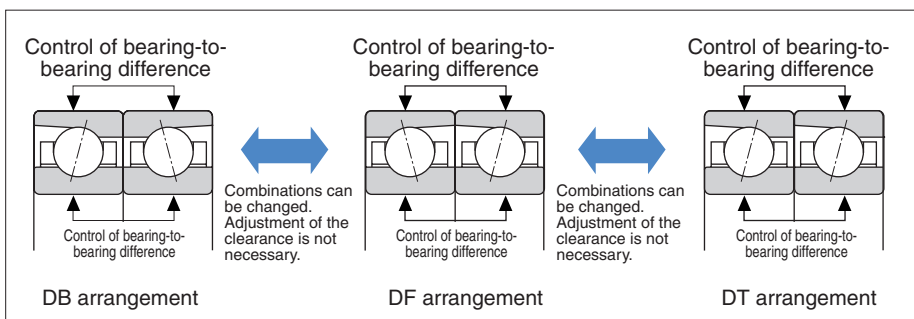 Control of bearing-to-
bearing difference
Control of bearing-to-
bearing difference
DB arrangement
Combinations can
be changed.
Adjustment of the
clearance is not
necessary.
Control of bearing-to-
bearing difference
Control of bearing-to-
bearing difference
DF arrangement
Combinations can
be changed.
Adjustment of the
clearance is not
necessary.
Control of bearing-to-
bearing difference
Control of bearing-to-
bearing difference
DT arrangement